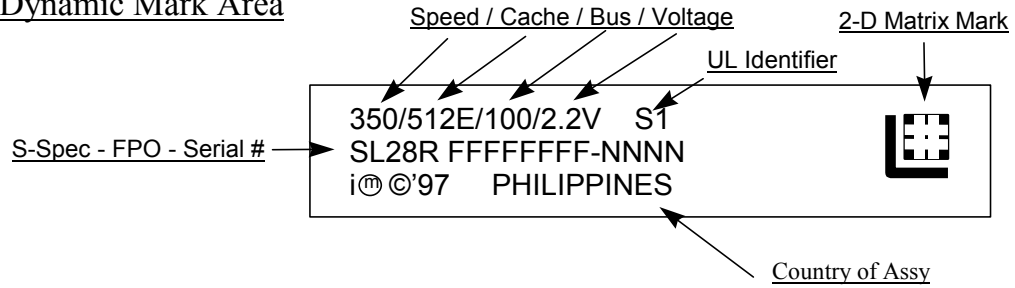 Dynamic Mark Area
Speed / Cache / Bus / Voltage
2-D Matrix Mark
UL Identifier
350/512E/100/2.2V S1
S-Spec - FPO - Serial #
SL28R FFFFFFFF-NNNN
iⓜ ©'97 PHILIPPINES
Country of Assy